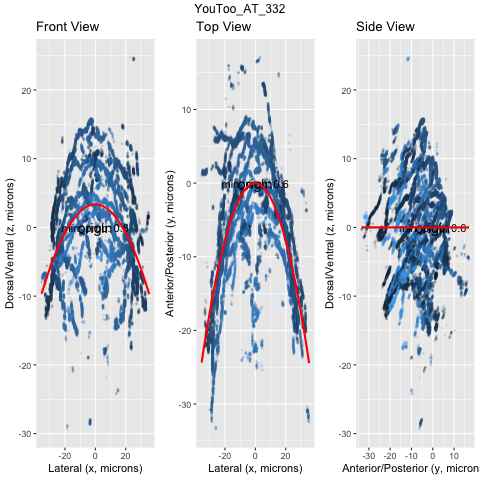 YouToo_AT_332
Front View
Top View
Side View
Dorsal/Ventral (z, microns)
20
10
0
-10
-20
-30
-20
0
20
Lateral (x, microns)
Anterior/Posterior (y, microns)
10
0
-10
-20
-30
-20
0
20
Lateral (x, microns)
Dorsal/Ventral (z, microns)
20
10
0
-10
-20
-30
-30
-20
-10
0
10
Anterior/Posterior (y, micron